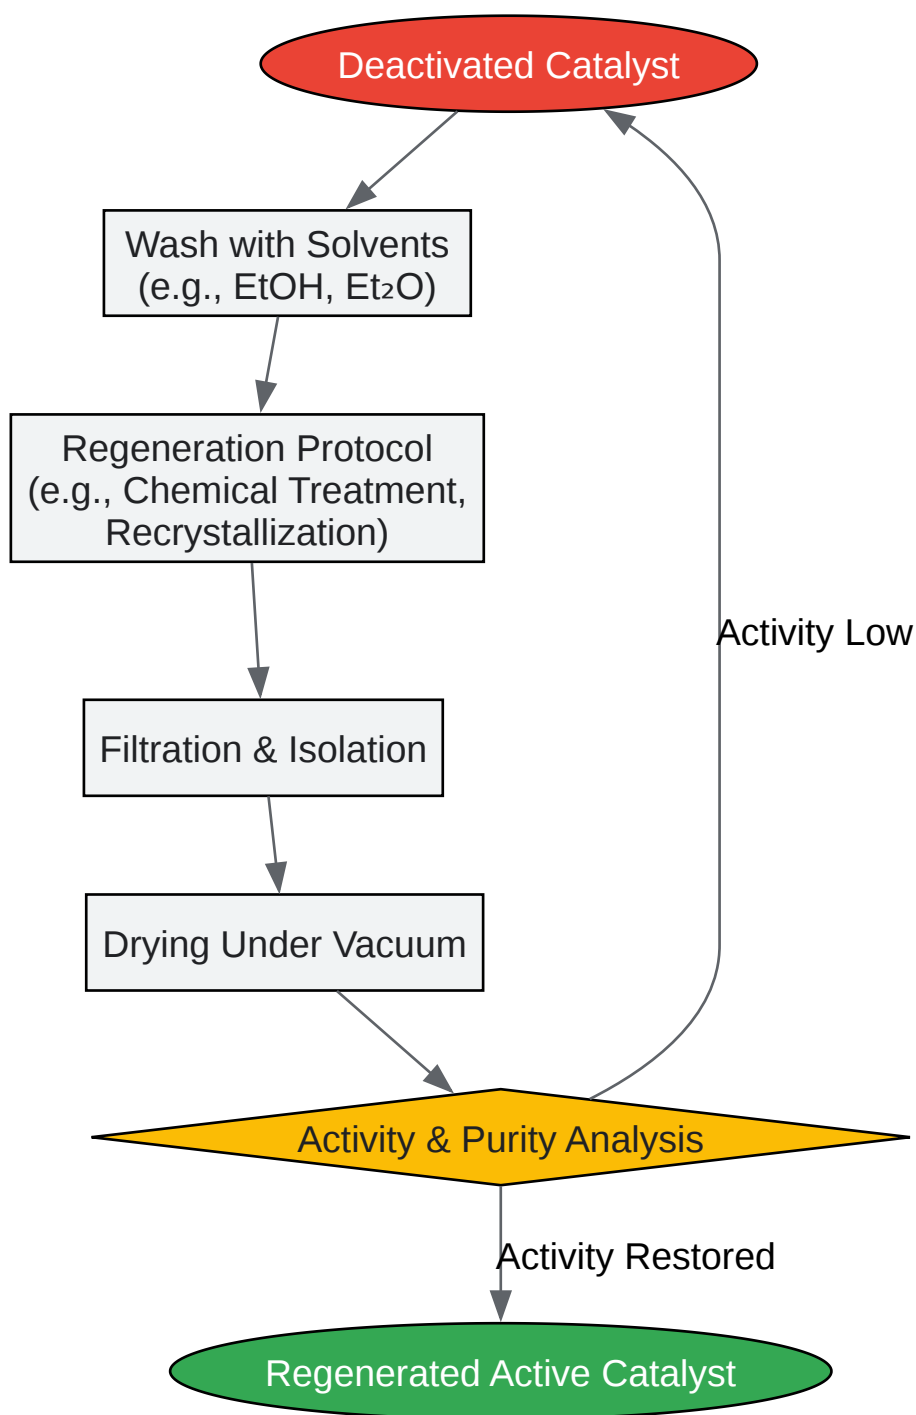 Deactivated Catalyst
Wash with Solvents
(e.g., EtOH, Et₂O)
Regeneration Protocol
(e.g., Chemical Treatment,
Recrystallization)
Activity Low
Filtration & Isolation
Drying Under Vacuum
Activity & Purity Analysis
Activity Restored
Regenerated Active Catalyst